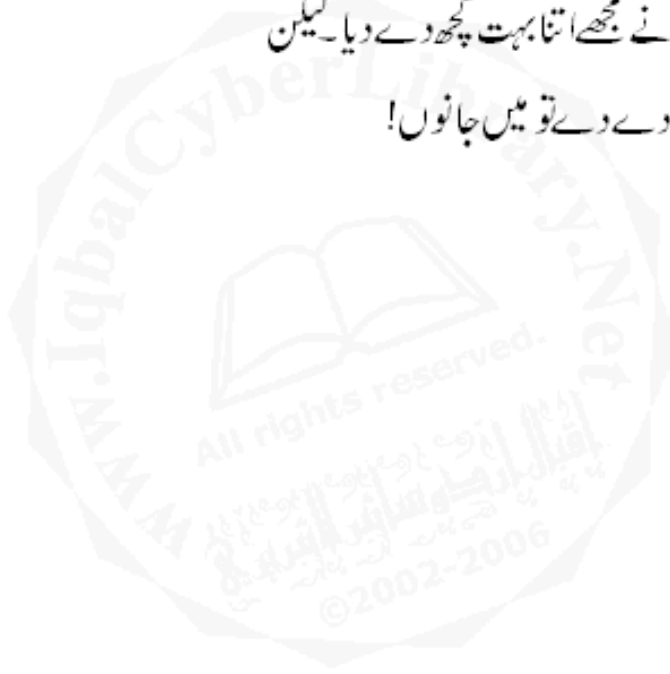 نے مجھے اتنا بہت کچھ دے دیا۔ لیکن
دے دے تو میں جانوں!
www.IqbalCyberLibrary.Net
All rights reserved.
©2002-2006